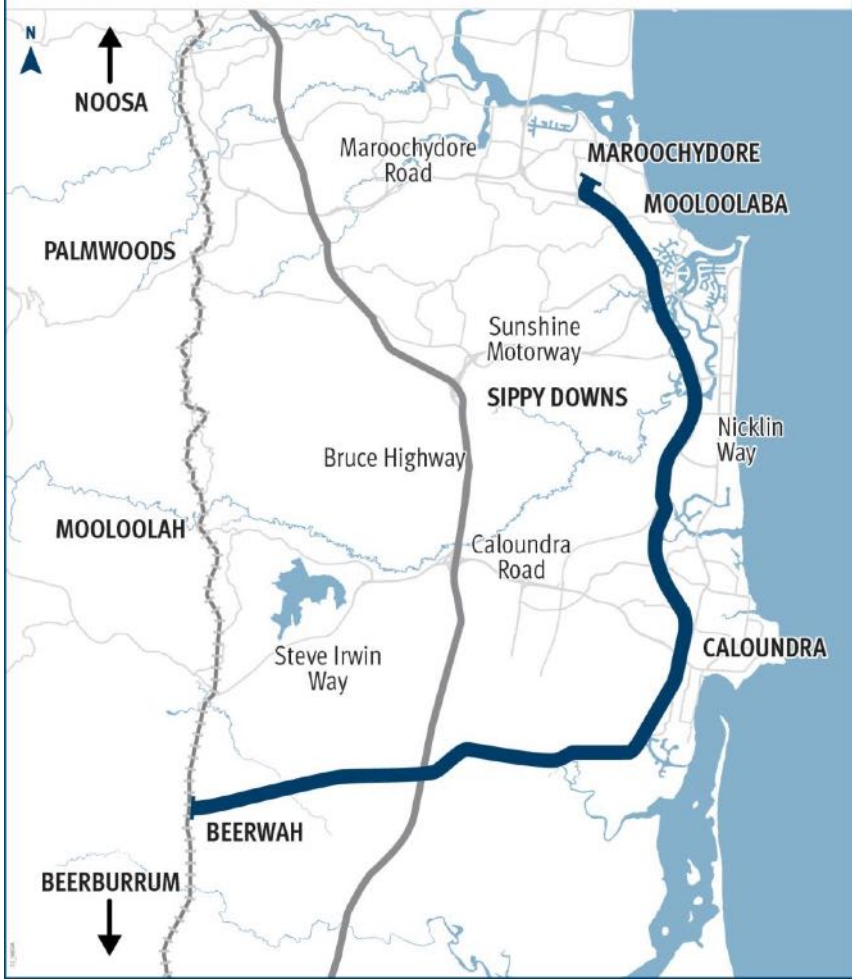 N
NOOSA
Maroochydore
Road
MAROOCHYDORE
MOOLOOLABA
PALMWOODS
Sunshine
Motorway
SIPPY DOWNS
Nicklin
Way
Bruce Highway
MOOLOOLAH
Caloundra
Road
Steve Irwin
Way
CALOUNDRA
BEERWAH
BEERBURRUM